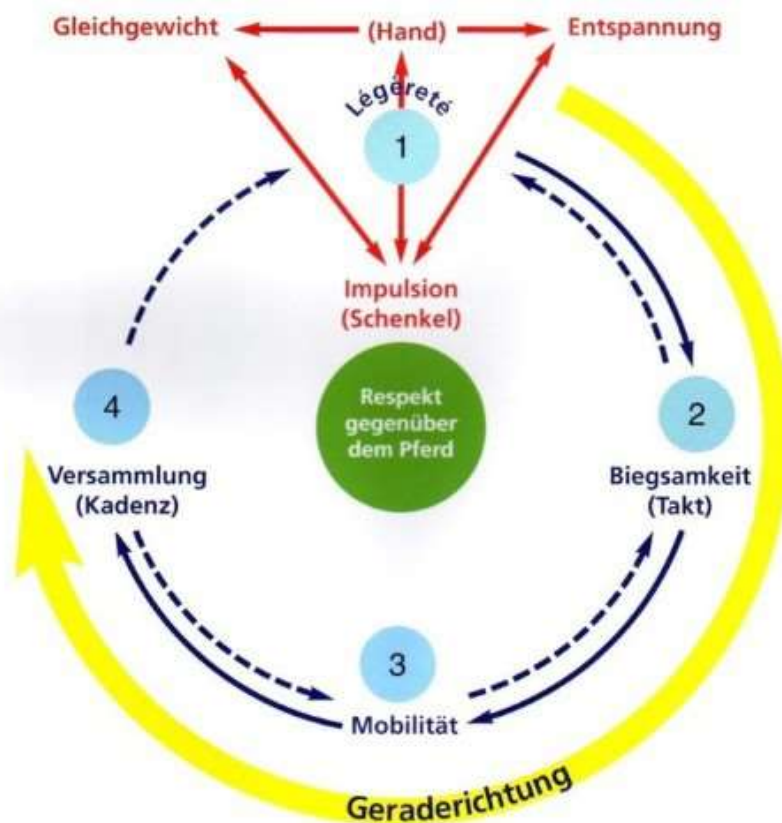 Gleichgewicht
(Hand)
Entspannung
Légèreté
1
Impulsion
(Schenkel)
Respekt
gegenüber
dem Pferd
4
2
Versammlung
(Kadenz)
Biegsamkeit
(Takt)
3
Mobilität
Geraderichtung